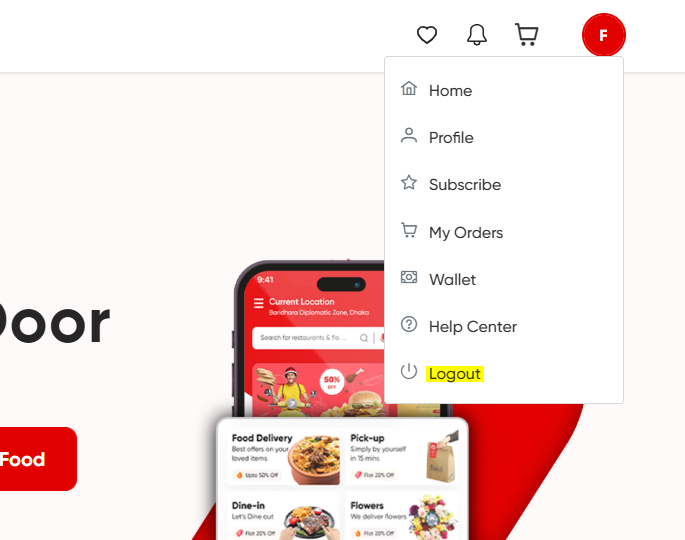 F
Home
Profile
Subscribe
My Orders
Wallet
Help Center
Logout
Door
Food
9:41
Current Location
Baridhara Diplomatic Zone, Dhaka
Search for restaurants & fo...
50%
OFF
Food Delivery
Best offers on your
loved items
Upto 50% Off
Pick-up
Simply by yourself
in 15 mins
Flat 20% Off
Dine-in
Let's Dine out
Flat 20% Off
Flowers
We deliver flowers
Flat 20% Off